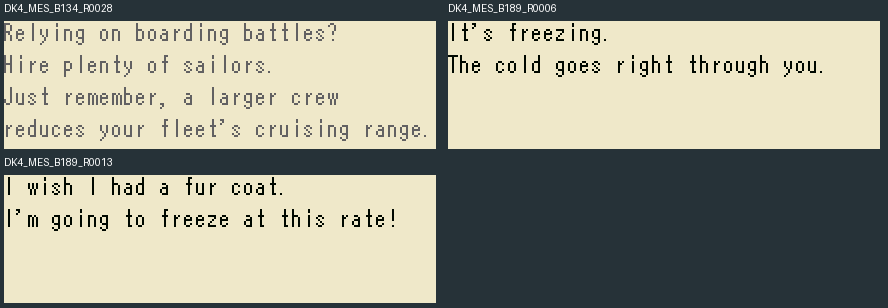 DK4_MES_B134_R0028
Relying on boarding battles?
Hire plenty of sailors.
Just remember, a larger crew
reduces your fleet's cruising range.
DK4_MES_B189_R0006
It's freezing.
The cold goes right through you.
DK4_MES_B189_R0013
I wish I had a fur coat.
I'm going to freeze at this rate!